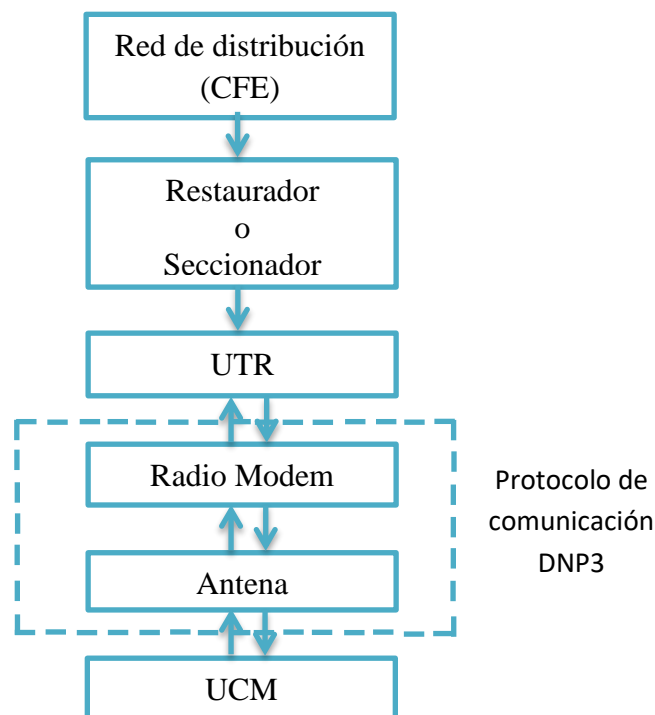 Red de distribución
(CFE)
Restaurador
o
Seccionador
UTR
Radio Modem
Protocolo de
comunicación
DNP3
Antena
UCM